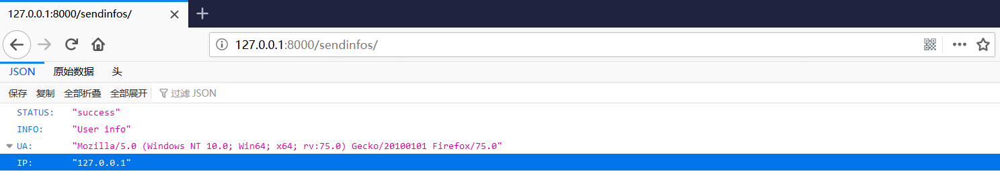 127.0.0.1:8000/sendinfos/
127.0.0.1:8000/sendinfos/
JSON 原始数据 头
保存 复制 全部折叠 全部展开 过滤 JSON
STATUS: "success"
INFO: "User info"
UA: "Mozilla/5.0 (Windows NT 10.0; Win64; x64; rv:75.0) Gecko/20100101 Firefox/75.0"
IP: "127.0.0.1"